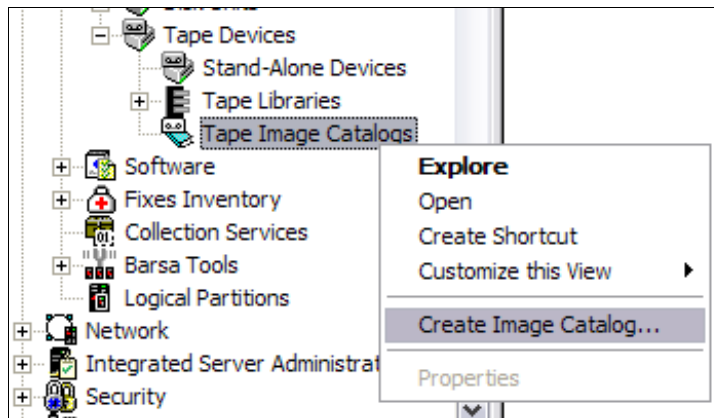 Tape Devices
Stand-Alone Devices
Tape Libraries
Tape Image Catalogs
Software
Fixes Inventory
Collection Services
Barsa Tools
Logical Partitions
Network
Integrated Server Administrat
Security
Explore
Open
Create Shortcut
Customize this View
Create Image Catalog...
Properties